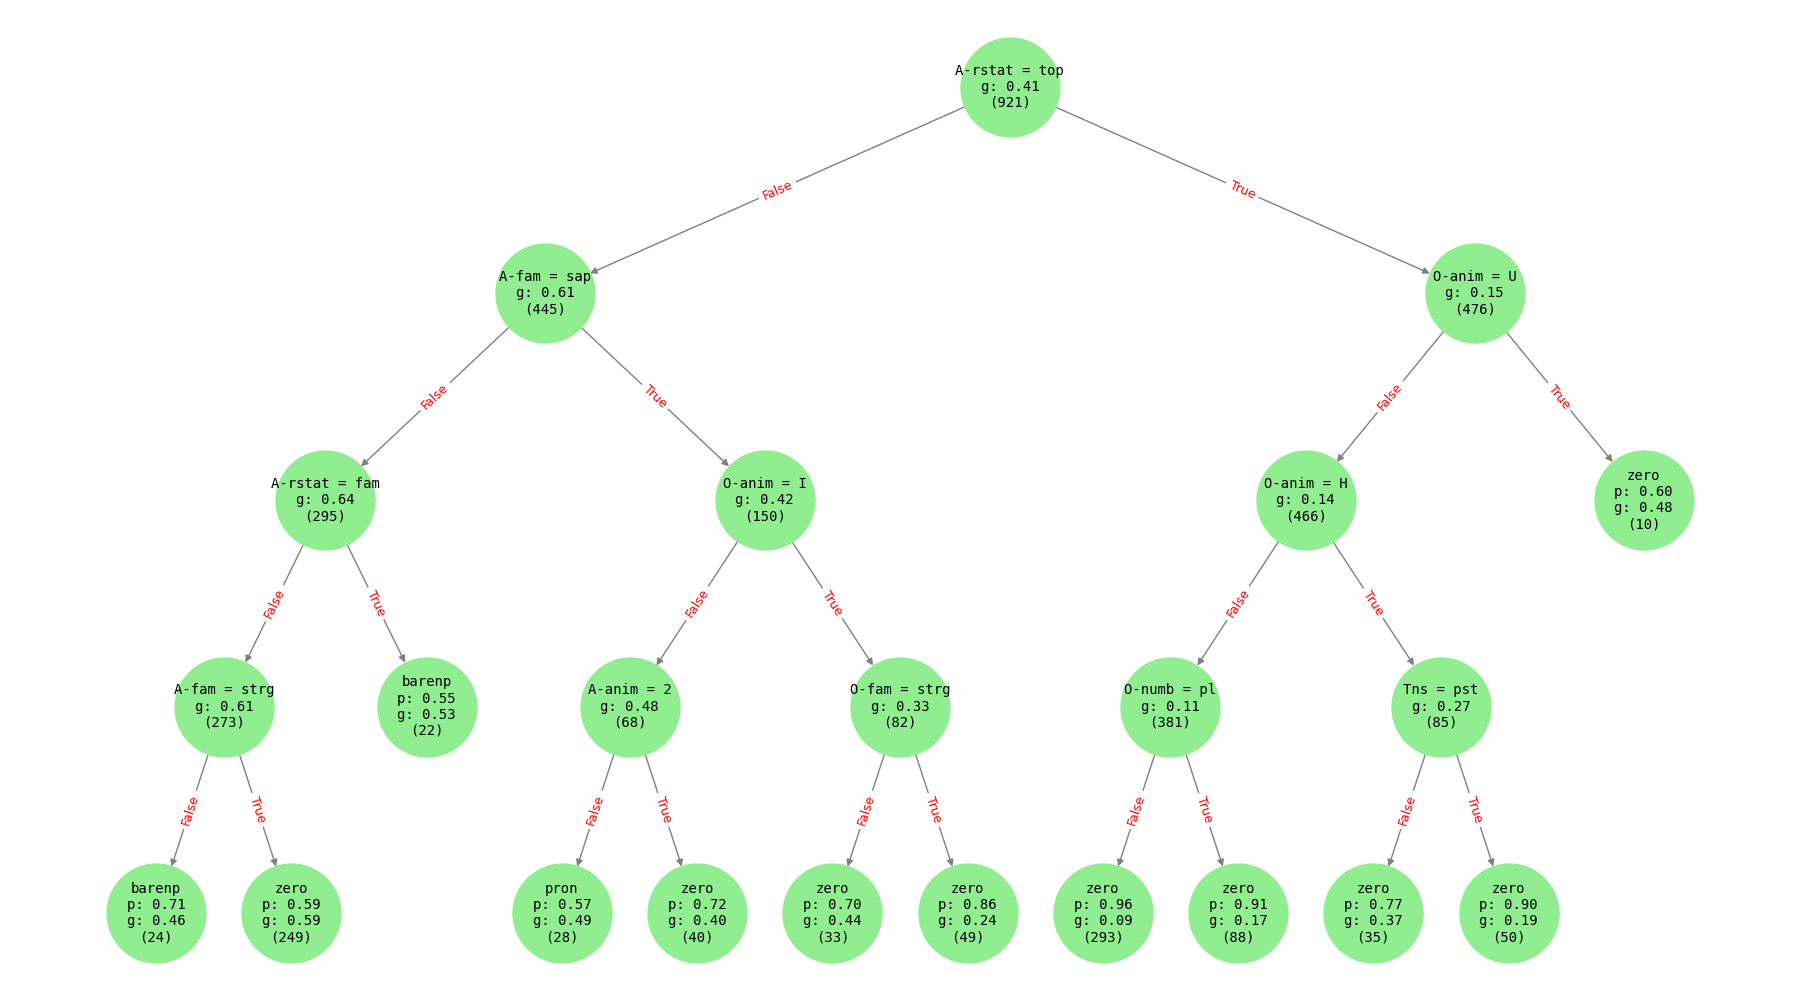 A-rstat = top
g: 0.41
(921)
False
True
A-fam = sap
g: 0.61
(445)
O-anim = U
g: 0.15
(476)
False
True
False
True
A-rstat = fam
g: 0.64
(295)
O-anim = I
g: 0.42
(150)
O-anim = H
g: 0.14
(466)
zero
p: 0.60
g: 0.48
(10)
False
True
False
True
False
True
A-fam = strg
g: 0.61
(273)
barenp
p: 0.55
g: 0.53
(22)
A-anim = 2
g: 0.48
(68)
O-fam = strg
g: 0.33
(82)
O-numb = pl
g: 0.11
(381)
Tns = pst
g: 0.27
(85)
False
True
False
True
False
True
False
True
False
True
barenp
p: 0.71
g: 0.46
(24)
zero
p: 0.59
g: 0.59
(249)
pron
p: 0.57
g: 0.49
(28)
zero
p: 0.72
g: 0.40
(40)
zero
p: 0.70
g: 0.44
(33)
zero
p: 0.86
g: 0.24
(49)
zero
p: 0.96
g: 0.09
(293)
zero
p: 0.91
g: 0.17
(88)
zero
p: 0.77
g: 0.37
(35)
zero
p: 0.90
g: 0.19
(50)